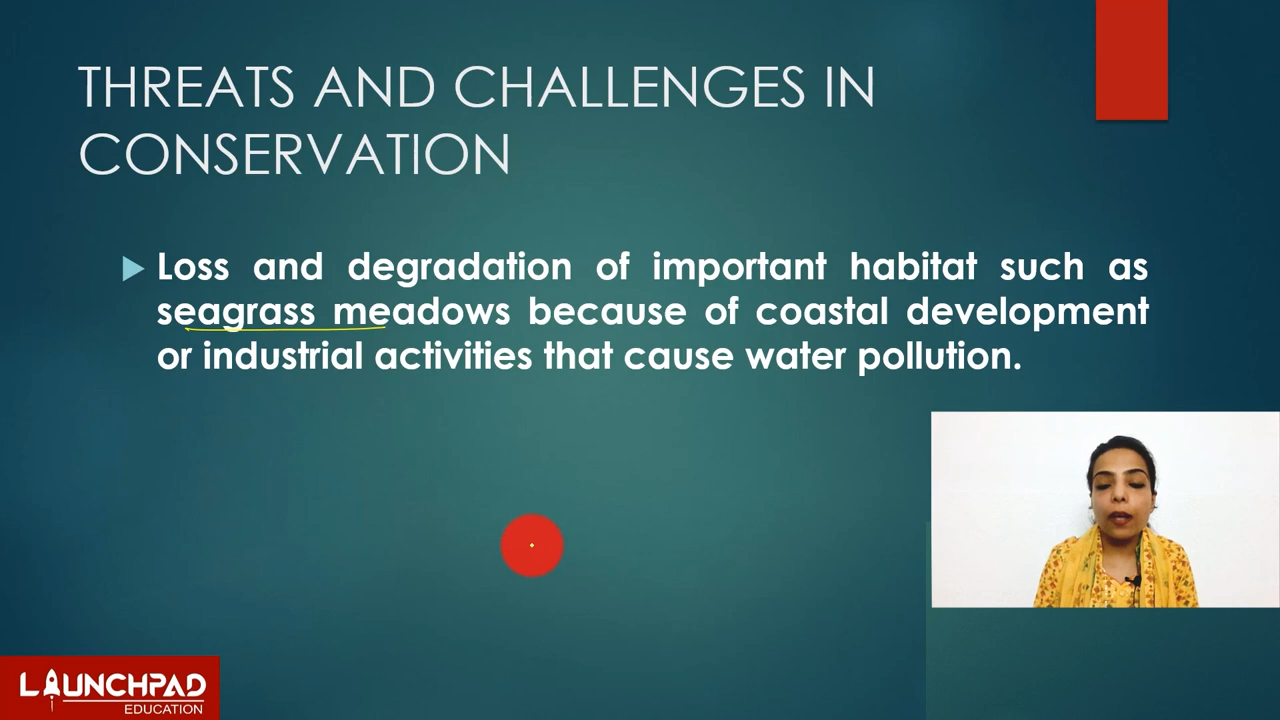 THREATS AND CHALLENGES IN
CONSERVATION
Loss and degradation of important habitat such as
seagrass meadows because of coastal development
or industrial activities that cause water pollution.
LAUNCHPAD
EDUCATION